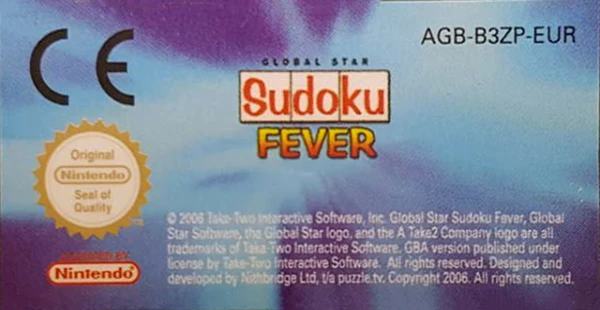 CE
AGB-B3ZP-EUR
GLOBAL STAR
Sudoku
FEVER
Original
Nintendo
Seal of
Quality
LICENSED BY
Nintendo
© 2006 Take-Two Interactive Software, Inc. Global Star Sudoku Fever, Global
Star Software, the Global Star logo, and the A Take2 Company logo are all
trademarks of Take-Two Interactive Software. GBA version published under
license by Take-Two Interactive Software. All rights reserved. Designed and
developed by Nithbridge Ltd, t/a puzzle.tv. Copyright 2006. All rights reserved.